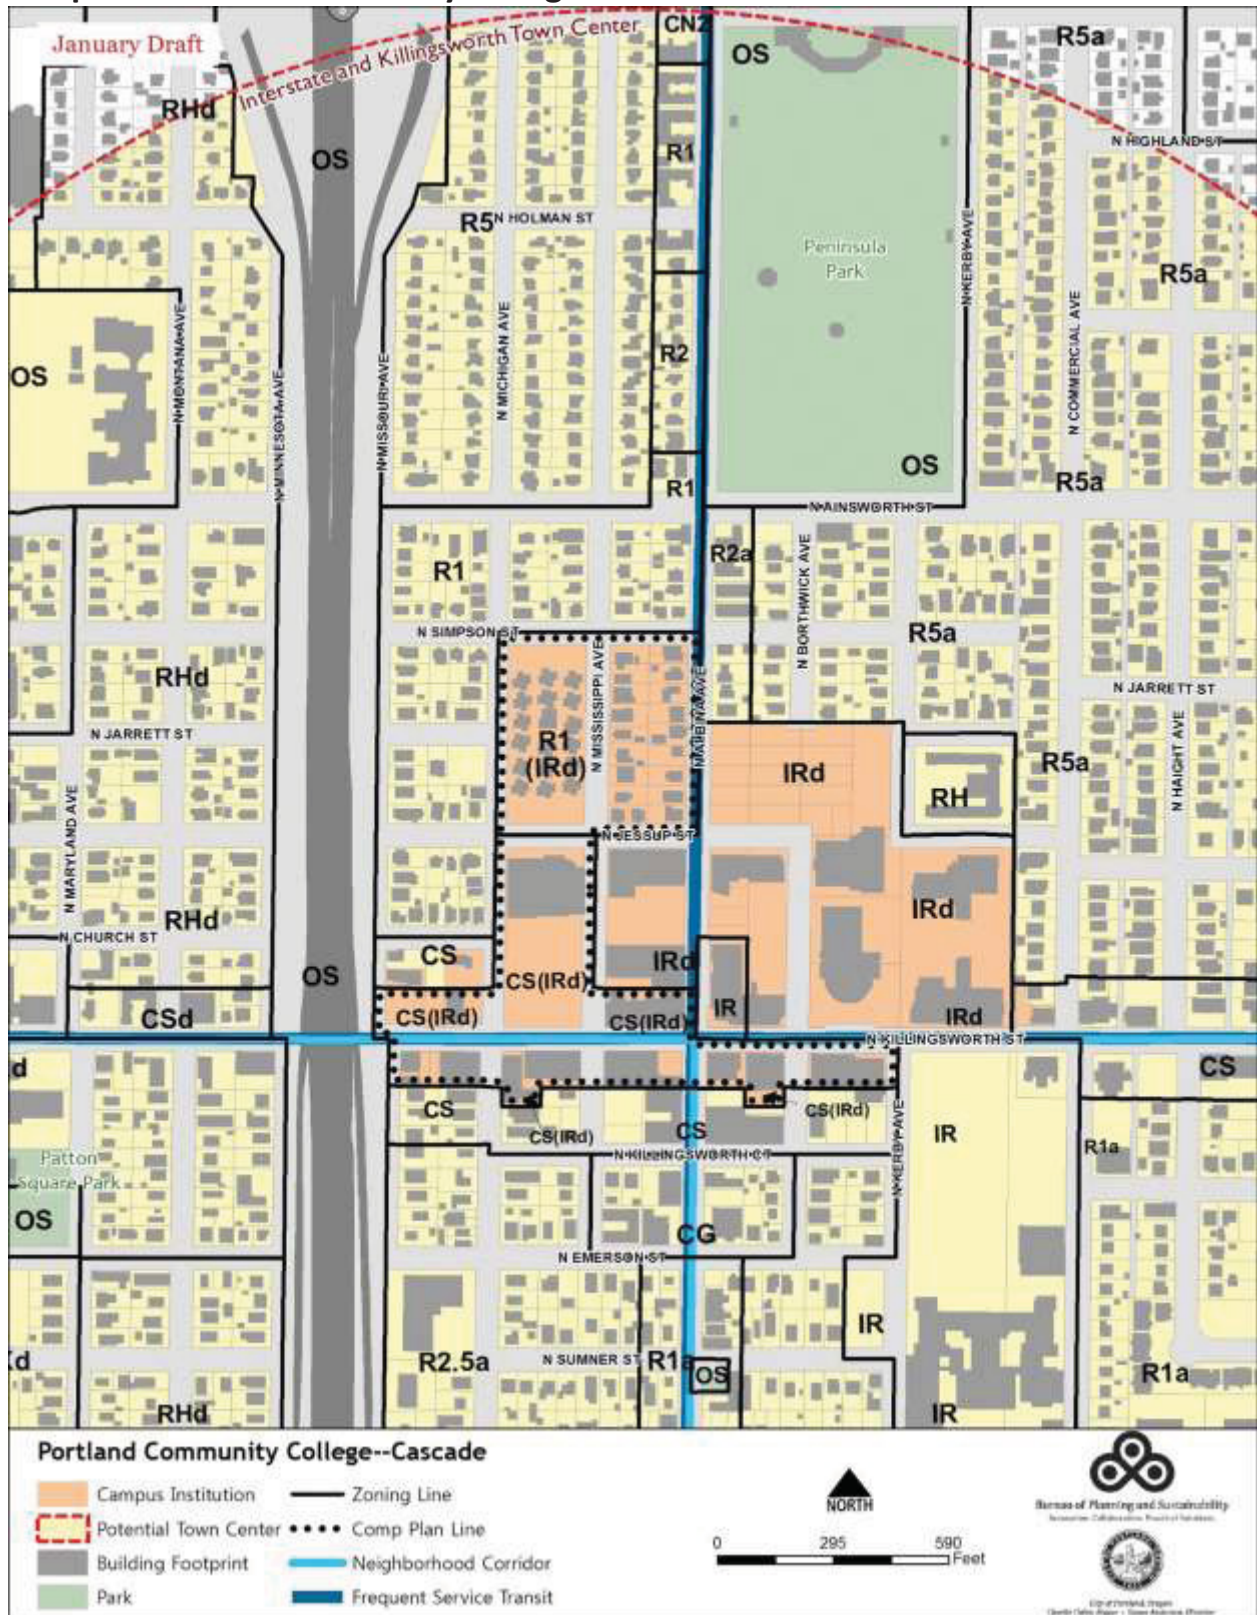 January Draft
Interstate and Killingsworth Town Center
CN2
OS
R5a
RHd
OS
R1
N HIGHLAND ST
R5
N HOLMAN ST
Peninsula
Park
N KERBY AVE
R5a
OS
N MONTANA AVE
N MINNESOTA AVE
N MISSOURI AVE
N MICHIGAN AVE
R2
N COMMERCIAL AVE
OS
R5a
R1
N AINSWORTH ST
R1
R2a
N BORTHWICK AVE
N SIMPSON ST
R5a
RHd
N JARRETT ST
N JARRETT ST
N MISSISSIPPI AVE
R1
(IRd)
IRd
R5a
RH
N HAIGHT AVE
N MARYLAND AVE
N JESSUP ST
RHd
IRd
N CHURCH ST
CS
OS
CS(IRd)
IRd
IR
CSd
CS(IRd)
CS(IRd)
IRd
N KILLINGSWORTH ST
d
CS
CS
CS(IRd)
CS
CS(IRd)
IR
R1a
N KERBY AVE
N KILLINGSWORTH CT
Patton
Square Park
OS
CG
N EMERSON ST
IR
R2.5a
N SUMNER ST
R1a
OS
R1a
RHd
IR
Portland Community College--Cascade
Campus Institution
Zoning Line
Potential Town Center
Comp Plan Line
Building Footprint
Neighborhood Corridor
Park
Frequent Service Transit
NORTH
0 295 590
Feet
Bureau of Planning and Sustainability
City of Portland, Oregon